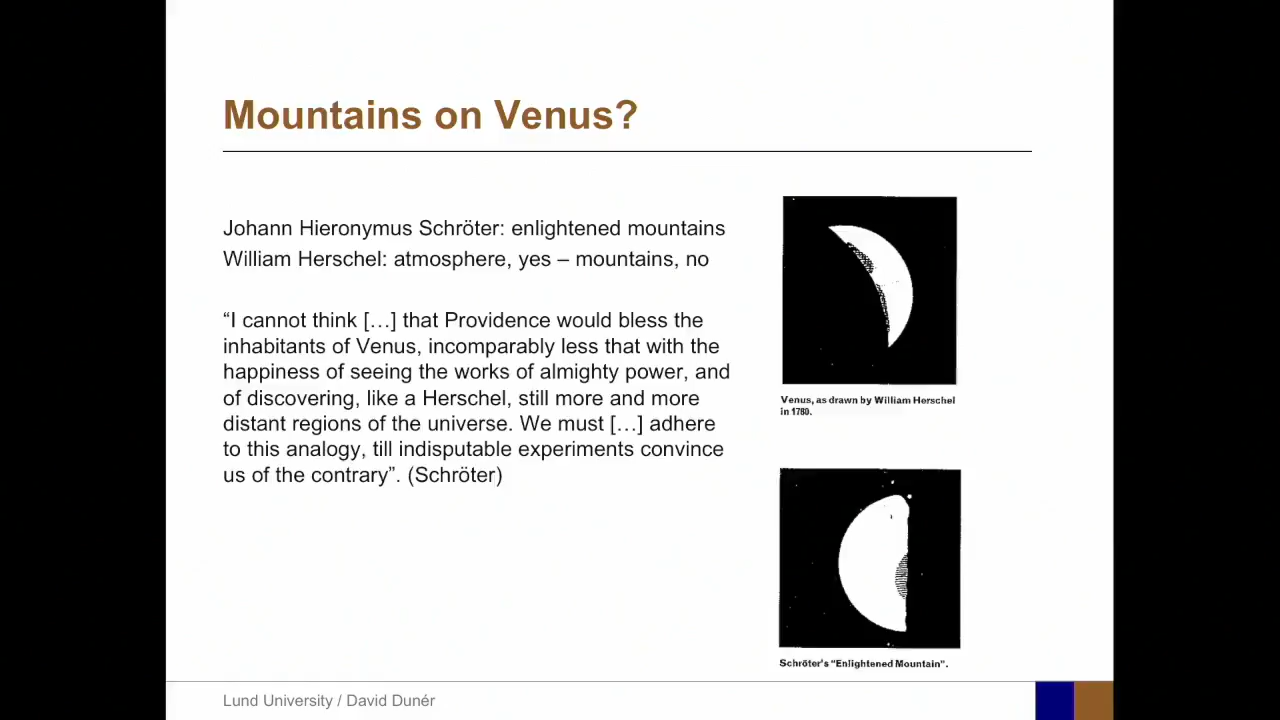 Mountains on Venus?
Johann Hieronymus Schröter: enlightened mountains
William Herschel: atmosphere, yes – mountains, no
“I cannot think […] that Providence would bless the
inhabitants of Venus, incomparably less that with the
happiness of seeing the works of almighty power, and
of discovering, like a Herschel, still more and more
distant regions of the universe. We must […] adhere
to this analogy, till indisputable experiments convince
us of the contrary”. (Schröter)
Venus, as drawn by William Herschel
in 1780.
Schröter's “Enlightened Mountain”.
Lund University / David Dunér